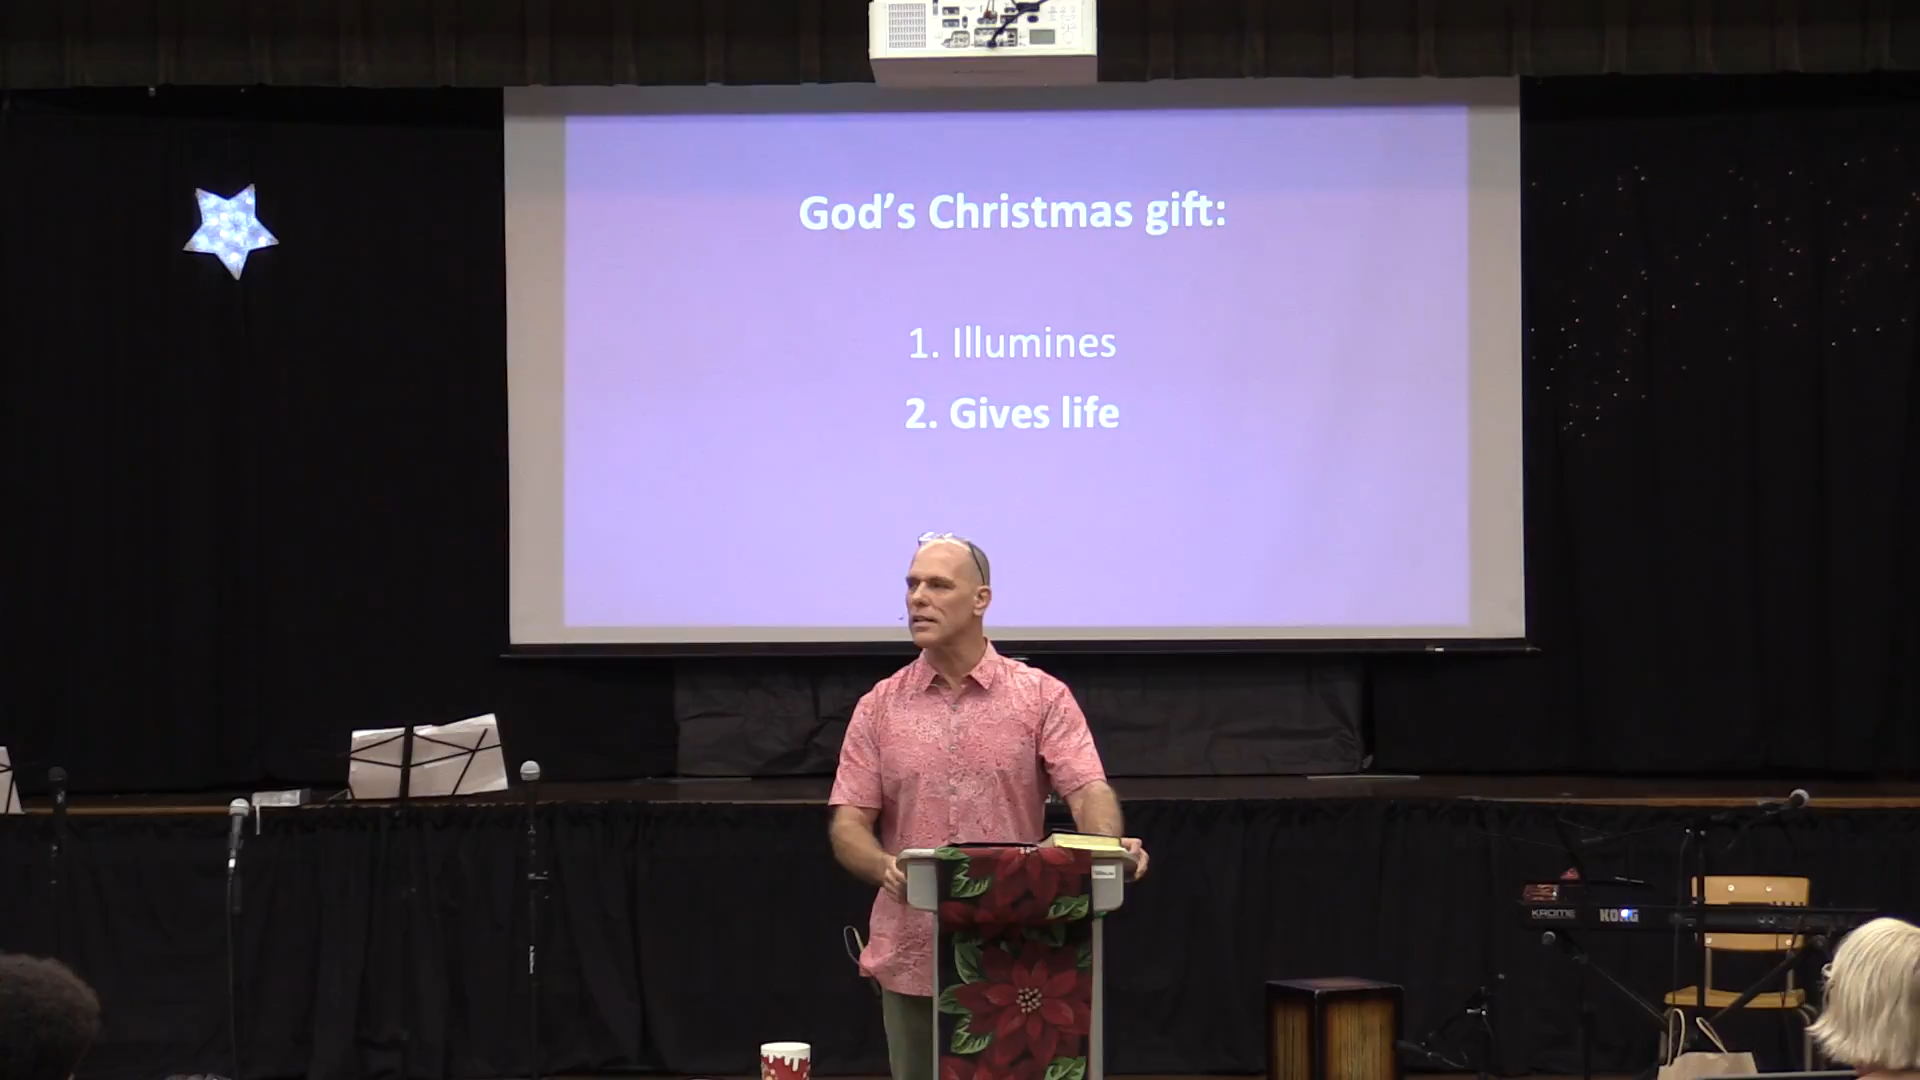 God’s Christmas gift:
1. Illumines
2. Gives life
KROME
KORG